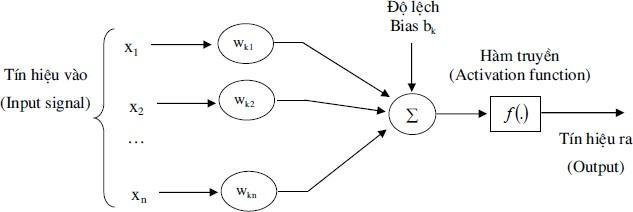 Độ lệch
Bias bk
Hàm truyền
(Activation function)
Tín hiệu vào
(Input signal)
x1
wk1
x2
wk2
...
xn
wkn
Σ
f(.)
Tín hiệu ra
(Output)